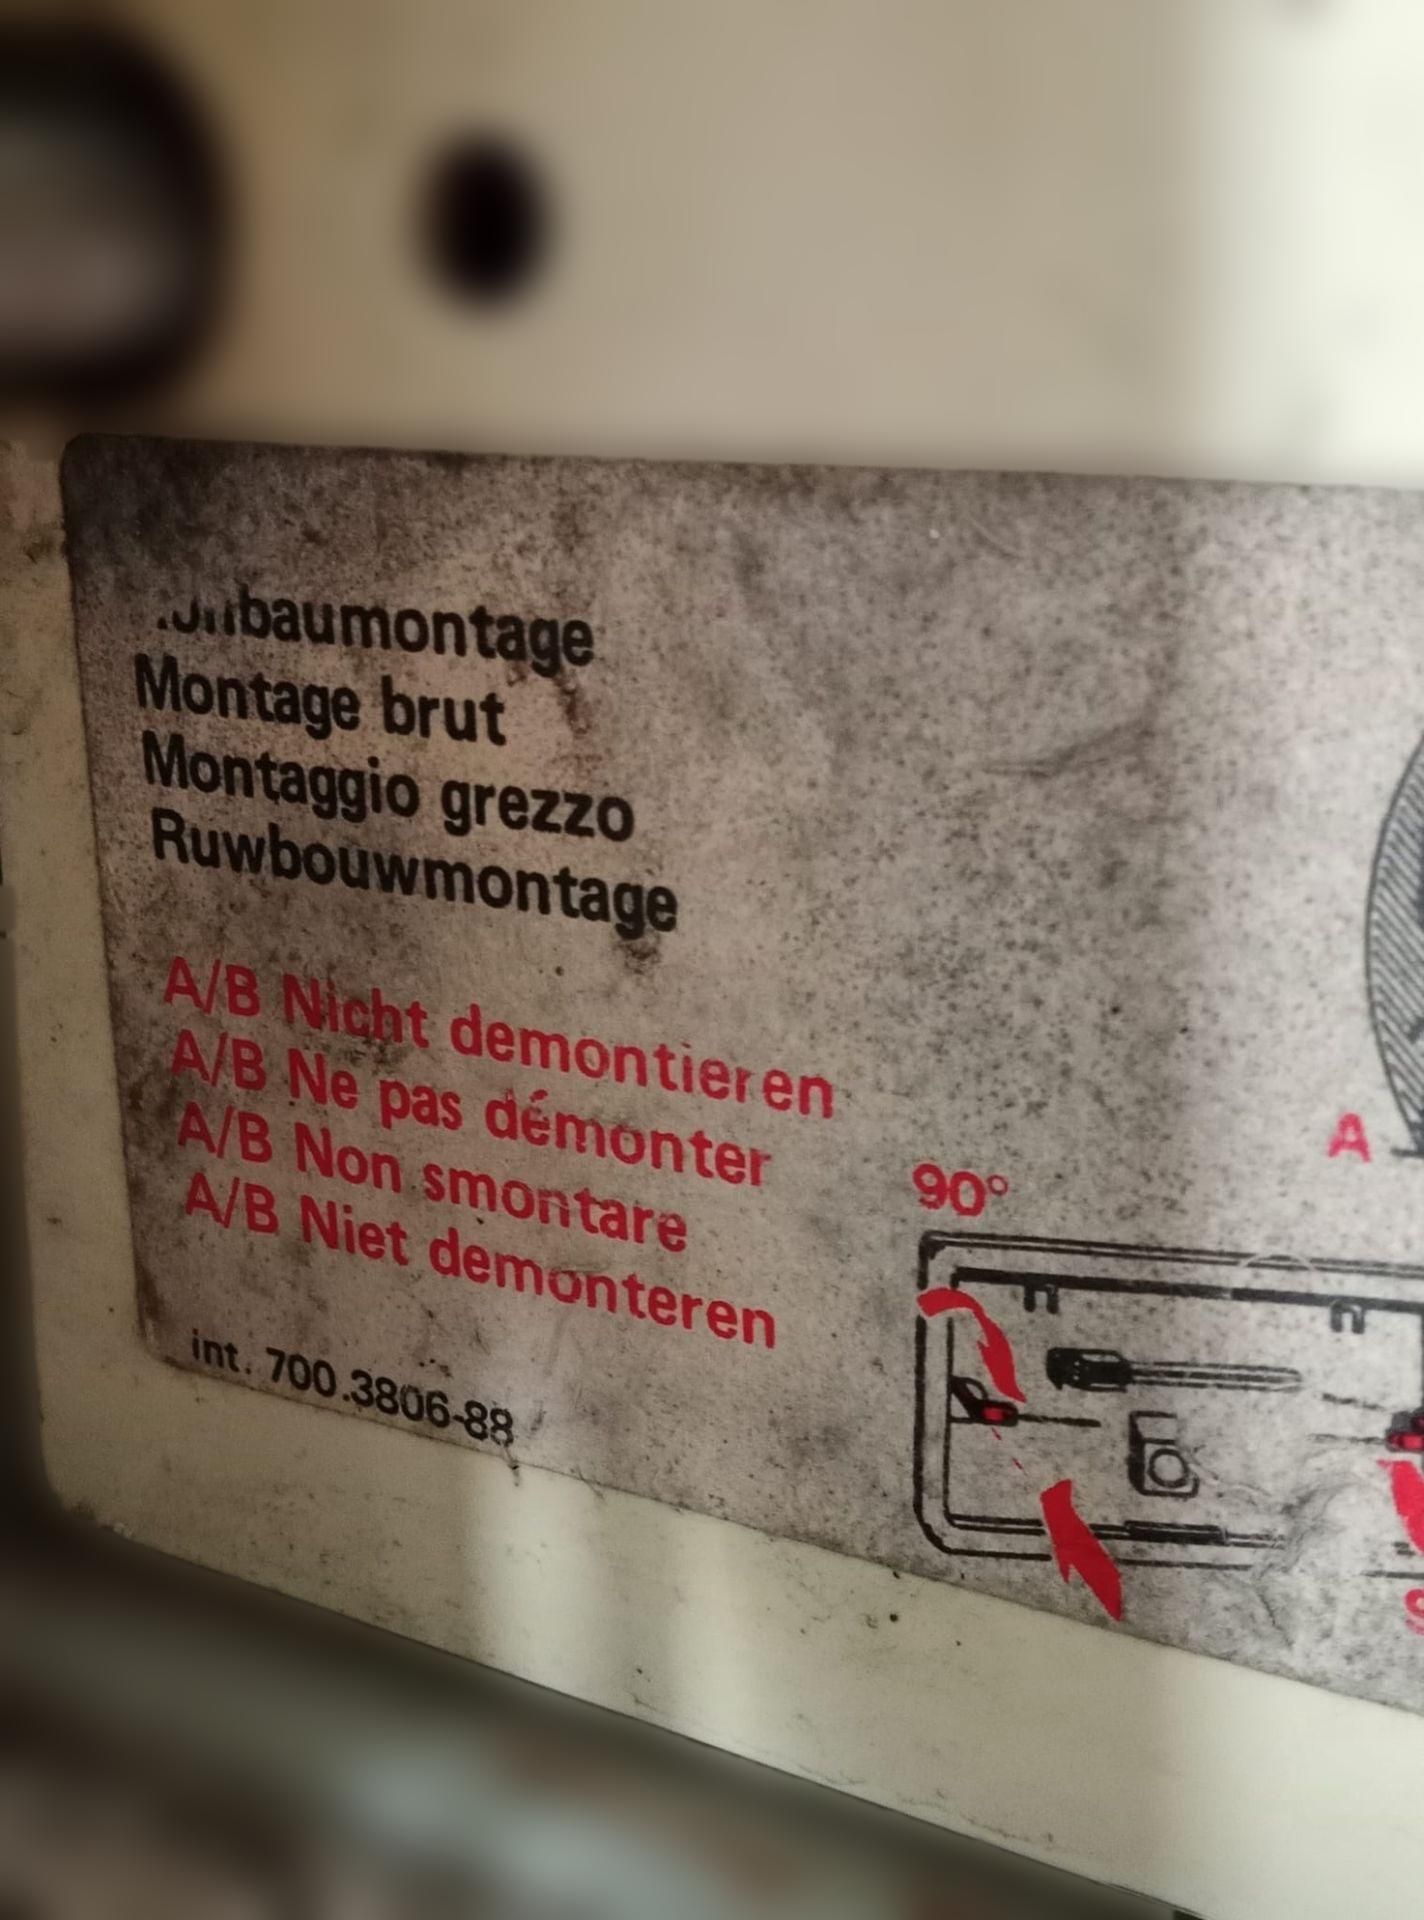 Montage brut
Montaggio grezzo
Ruwbouwmontage
A/B Nicht demontieren
A/B Ne pas démonter
A/B Non smontare
A/B Niet demonteren
int. 700.3806-88
90°
A